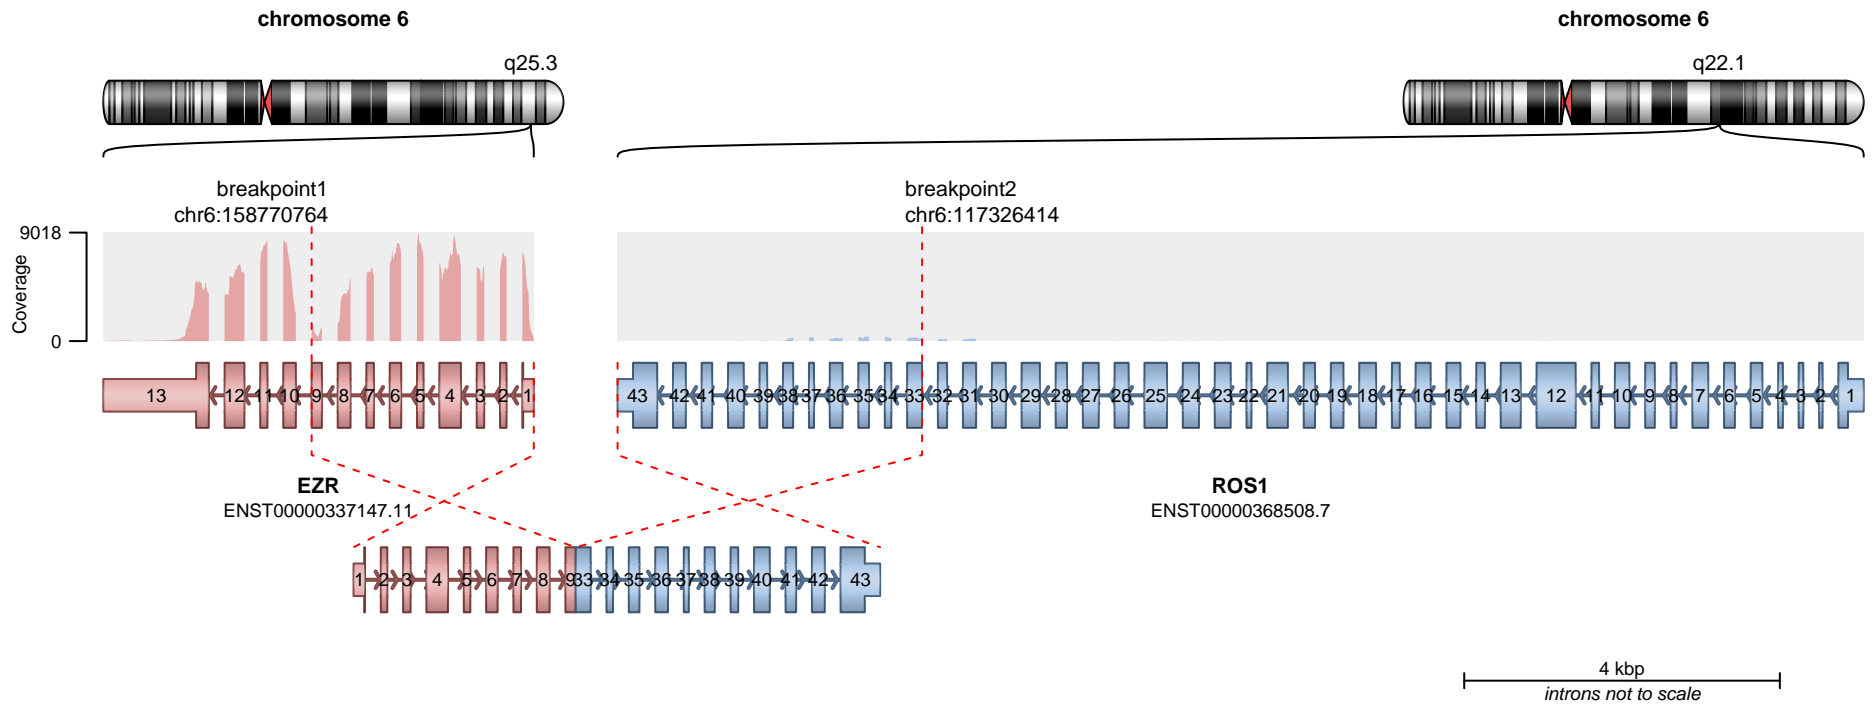 chromosome 6
chromosome 6
q25.3
q22.1
breakpoint1
chr6:158770764
breakpoint2
chr6:117326414
9018
Coverage
0
13 12 11 10 9 8 7 6 5 4 3 2 1
43 42 41 40 39 38 37 36 35 34 33 32 31 30 29 28 27 26 25 24 23 22 21 20 19 18 17 16 15 14 13 12 11 10 9 8 7 6 5 4 3 2 1
EZR
ENST00000337147.11
ROS1
ENST00000368508.7
1 2 3 4 5 6 7 8 9 33 34 35 36 37 38 39 40 41 42 43
4 kbp
introns not to scale